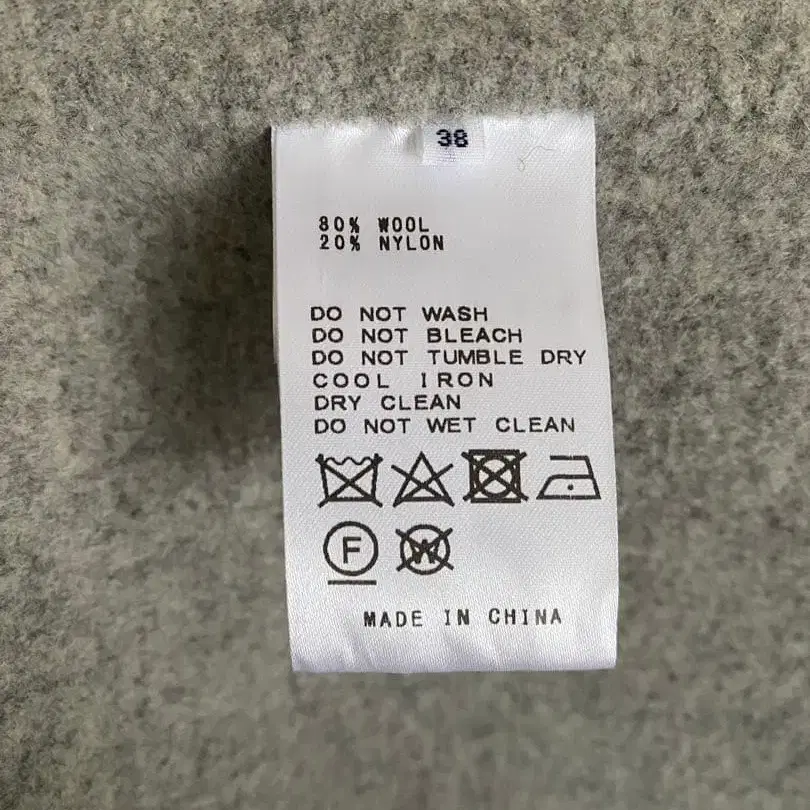 38
80% WOOL
20% NYLON
DO NOT WASH
DO NOT BLEACH
DO NOT TUMBLE DRY
COOL IRON
DRY CLEAN
DO NOT WET CLEAN
F W
MADE IN CHINA